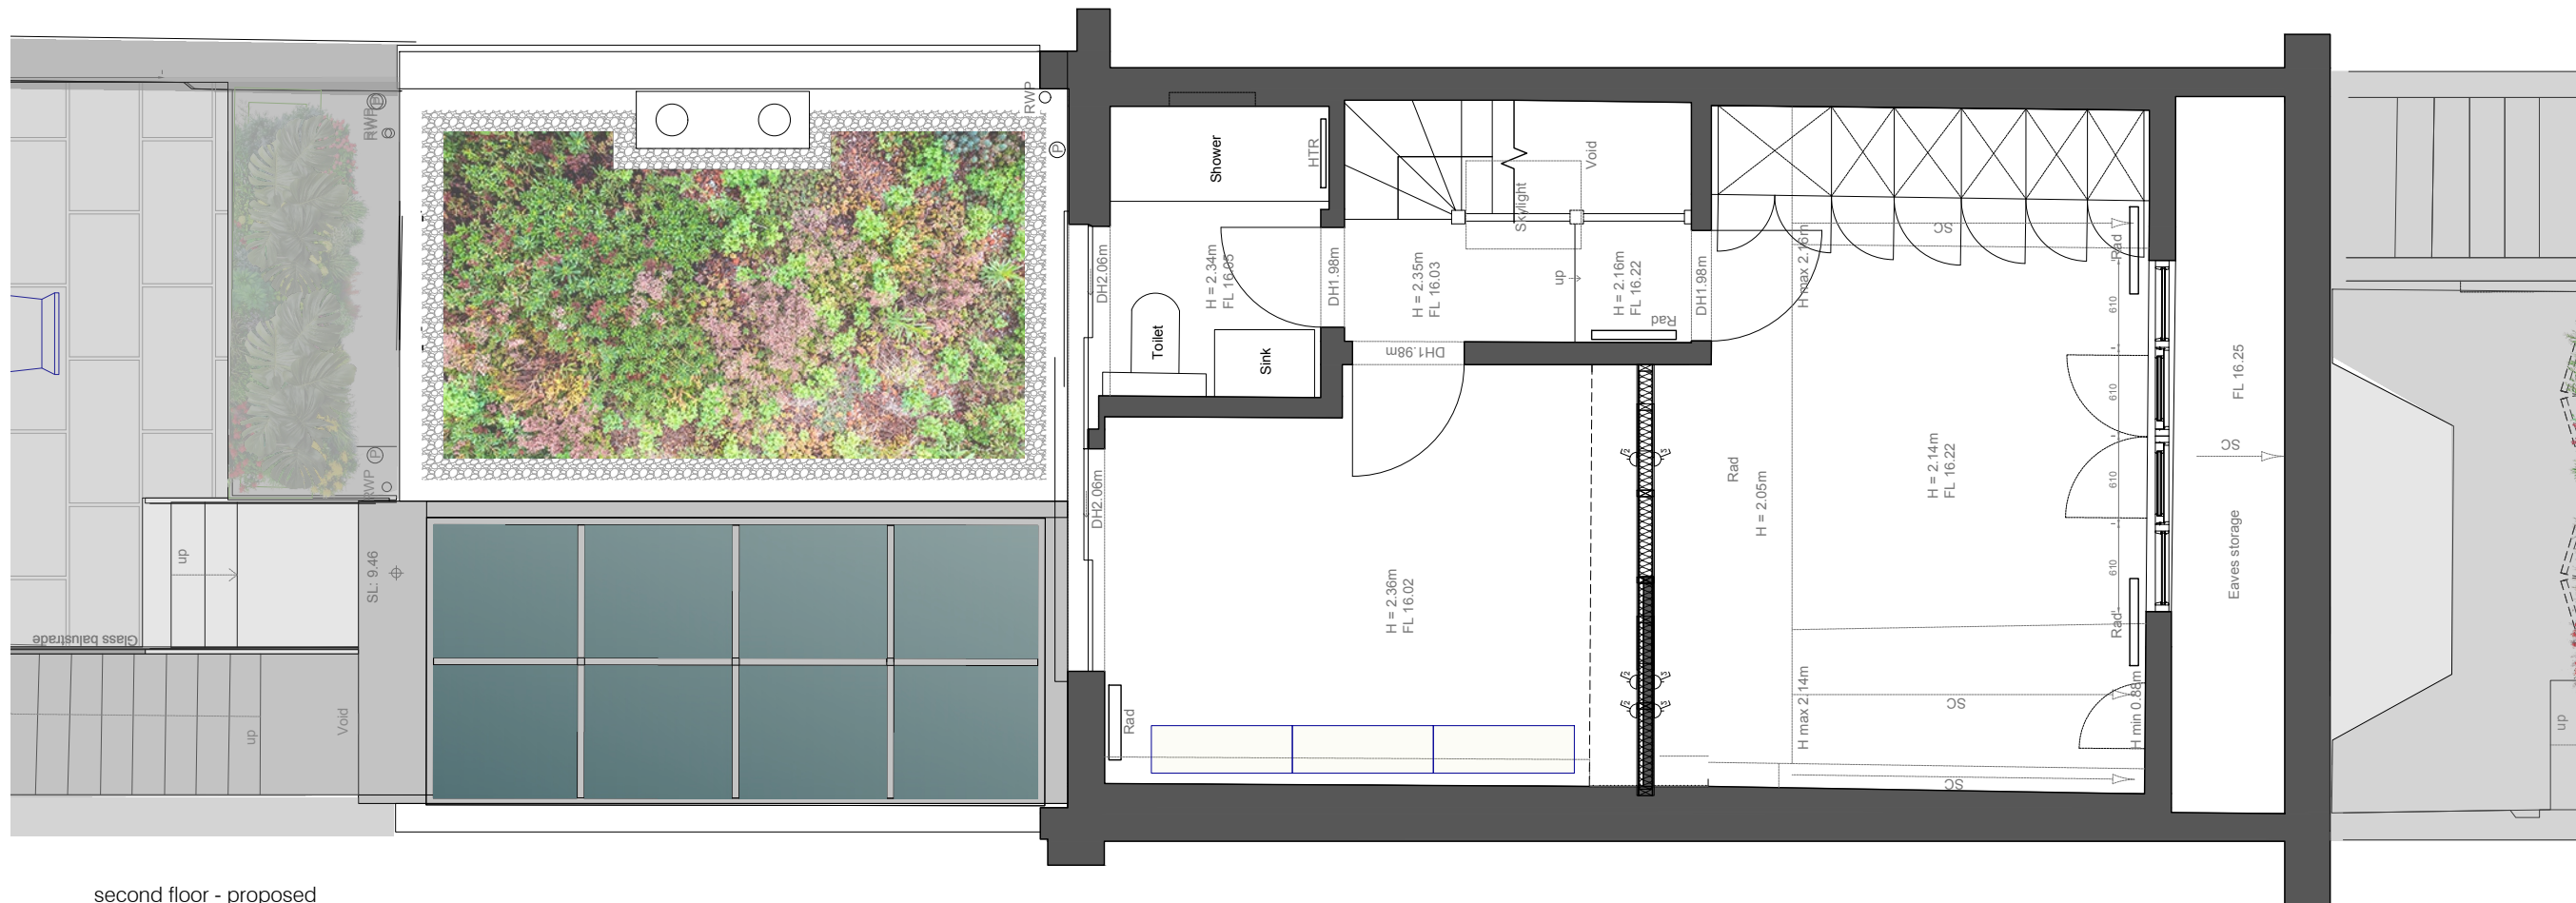 RWP
P
RWP
P
dn
SL: 9.46
Glass balustrade
up
Void
RWP
P
Shower
HTR
DH2.06m
H = 2.34m
FL 16.05
DH1.98m
Toilet
Sink
Void
Skylight
H = 2.35m
FL 16.03
up
H = 2.16m
FL 16.22
Rad
DH1.98m
DH1.98m
DH2.06m
H = 2.36m
FL 16.02
Rad
H max 2.16m
SC
Rad
610
610
610
610
Rad
H = 2.05m
H = 2.14m
FL 16.22
Rad
H max 2.14m
SC
H min 0.88m
SC
FL 16.25
SC
Eaves storage
up
second floor - proposed